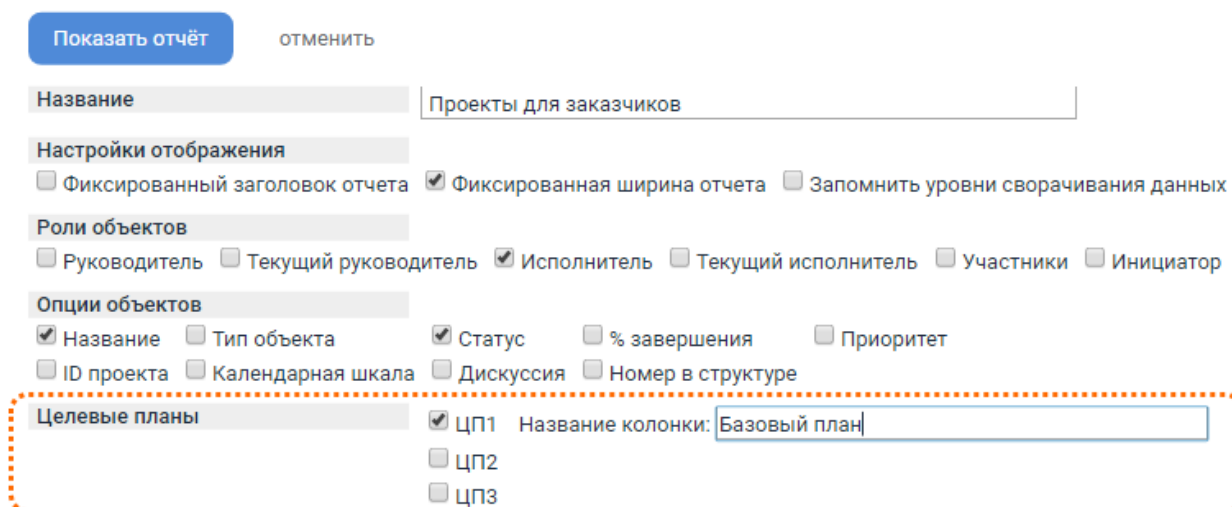 Показать отчёт отменить
Название Проекты для заказчиков
Настройки отображения
Фиксированный заголовок отчета Фиксированная ширина отчета Запомнить уровни сворачивания данных
Роли объектов
Руководитель Текущий руководитель Исполнитель Текущий исполнитель Участники Инициатор
Опции объектов
Название Тип объекта Статус % завершения Приоритет
ID проекта Календарная шкала Дискуссия Номер в структуре
Целевые планы ЦП1 Название колонки: Базовый план
ЦП2
ЦП3